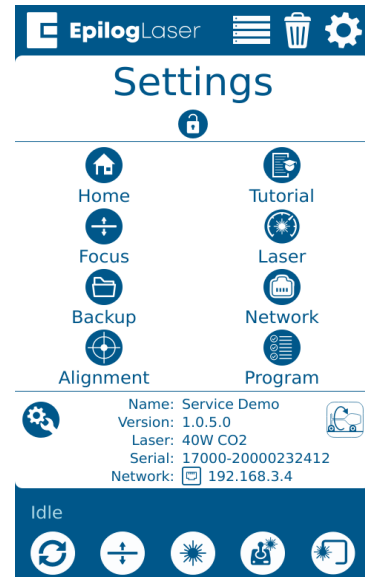 EpilogLaser
Settings
Home Tutorial
Focus Laser
Backup Network
Alignment Program
Name: Service Demo
Version: 1.0.5.0
Laser: 40W CO2
Serial: 17000-20000232412
Network: 192.168.3.4
Idle